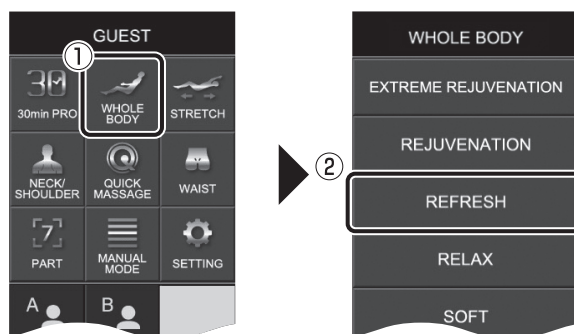 GUEST
①
30
30min PRO
WHOLE
BODY
STRETCH
NECK/
SHOULDER
QUICK
MASSAGE
WAIST
7
PART
MANUAL
MODE
SETTING
A
B
②
WHOLE BODY
EXTREME REJUVENATION
REJUVENATION
REFRESH
RELAX
SOFT